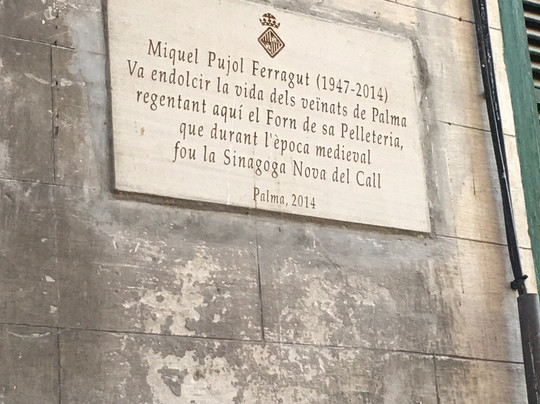 Miquel Pujol Ferragut (1947-2014)
Va endolcir la vida dels veïnats de Palma
regentant aquí el Forn de sa Pelleteria,
que durant l'època medieval
fou la Sinagoga Nova del Call
Palma, 2014